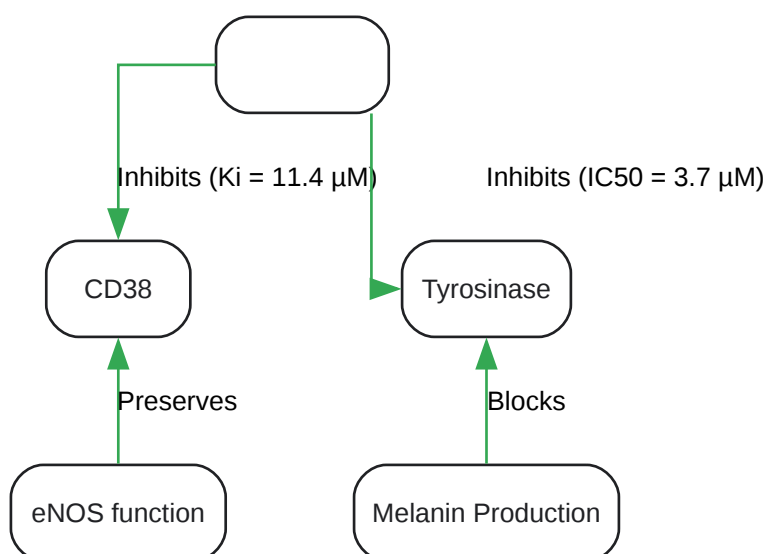 Inhibits (Ki = 11.4 µM)
Inhibits (IC50 = 3.7 µM)
CD38
Tyrosinase
Preserves
Blocks
eNOS function
Melanin Production